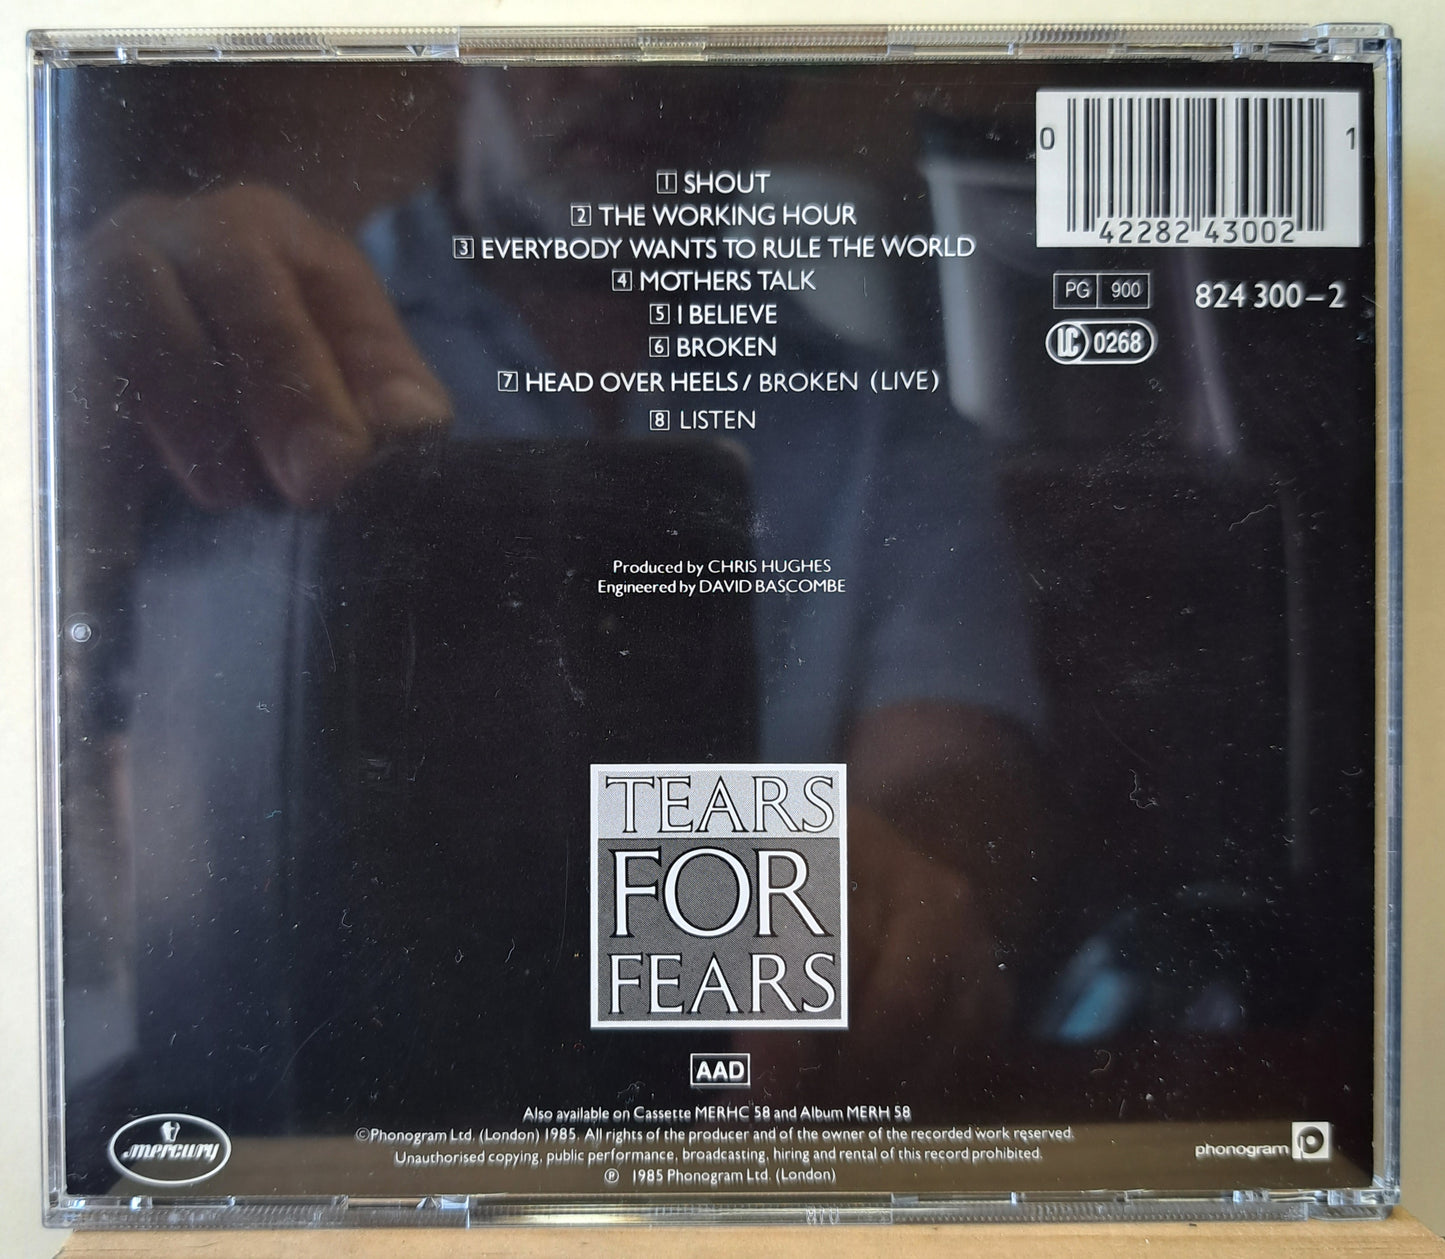 1 SHOUT
2 THE WORKING HOUR
3 EVERYBODY WANTS TO RULE THE WORLD
4 MOTHERS TALK
5 I BELIEVE
6 BROKEN
7 HEAD OVER HEELS / BROKEN (LIVE)
8 LISTEN
0 1
42282 43002
PG 900
824 300-2
LC 0268
Produced by CHRIS HUGHES
Engineered by DAVID BASCOMBE
TEARS
FOR
FEARS
AAD
Also available on Cassette MERHC 58 and Album MERH 58
©Phonogram Ltd. (London) 1985. All rights of the producer and of the owner of the recorded work reserved.
Unauthorised copying, public performance, broadcasting, hiring and rental of this record prohibited.
℗ 1985 Phonogram Ltd. (London)
mercury
phonogram